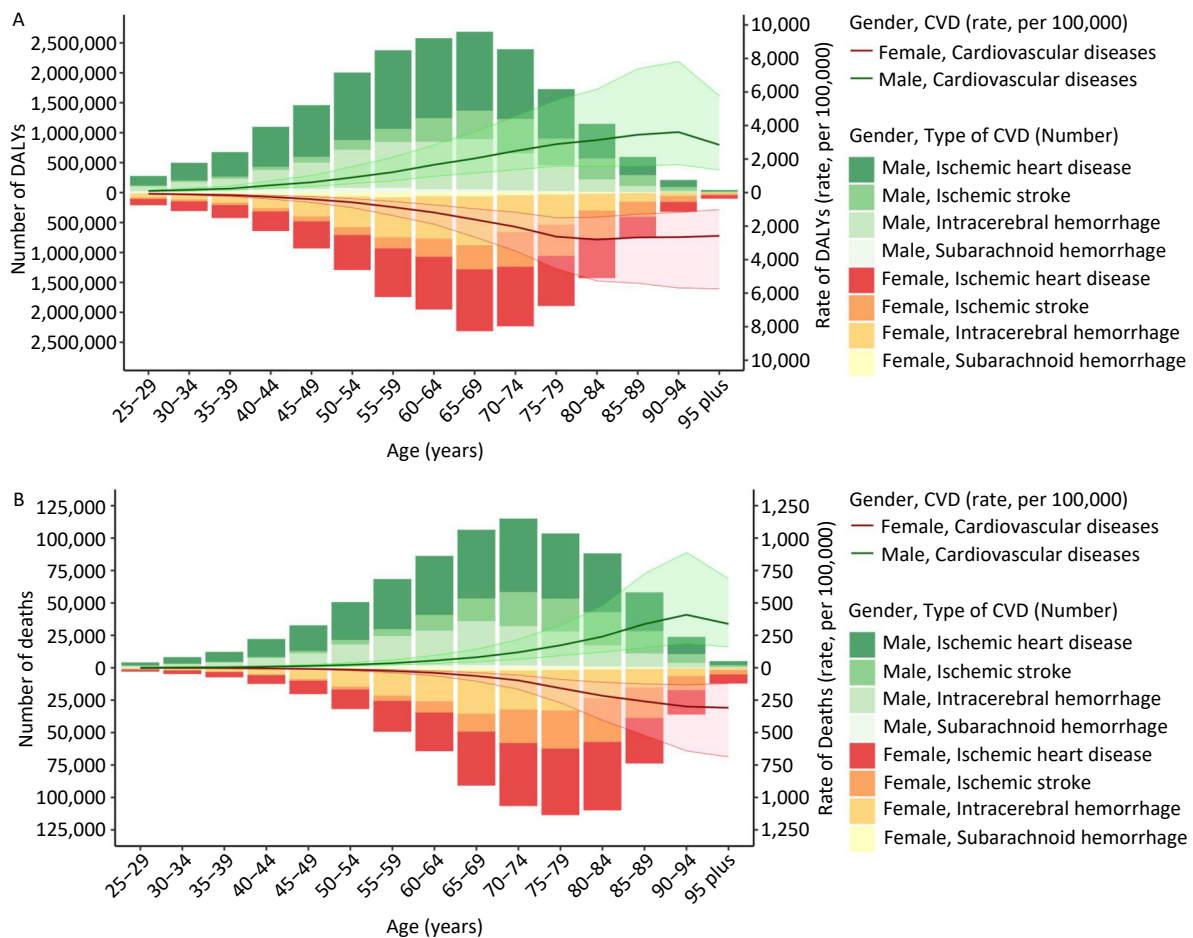 A
Number of DALYs
2,500,000
2,000,000
1,500,000
1,000,000
500,000
0
500,000
1,000,000
1,500,000
2,000,000
2,500,000
10,000
8,000
6,000
4,000
2,000
0
2,000
4,000
6,000
8,000
10,000
Rate of DALYs (rate, per 100,000)
25–29
30–34
35–39
40–44
45–49
50–54
55–59
60–64
65–69
70–74
75–79
80–84
85–89
90–94
95 plus
Age (years)
Gender, CVD (rate, per 100,000)
Female, Cardiovascular diseases
Male, Cardiovascular diseases
Gender, Type of CVD (Number)
Male, Ischemic heart disease
Male, Ischemic stroke
Male, Intracerebral hemorrhage
Male, Subarachnoid hemorrhage
Female, Ischemic heart disease
Female, Ischemic stroke
Female, Intracerebral hemorrhage
Female, Subarachnoid hemorrhage
B
Number of deaths
125,000
100,000
75,000
50,000
25,000
0
25,000
50,000
75,000
100,000
125,000
1,250
1,000
750
500
250
0
250
500
750
1,000
1,250
Rate of Deaths (rate, per 100,000)
25–29
30–34
35–39
40–44
45–49
50–54
55–59
60–64
65–69
70–74
75–79
80–84
85–89
90–94
95 plus
Age (years)
Gender, CVD (rate, per 100,000)
Female, Cardiovascular diseases
Male, Cardiovascular diseases
Gender, Type of CVD (Number)
Male, Ischemic heart disease
Male, Ischemic stroke
Male, Intracerebral hemorrhage
Male, Subarachnoid hemorrhage
Female, Ischemic heart disease
Female, Ischemic stroke
Female, Intracerebral hemorrhage
Female, Subarachnoid hemorrhage